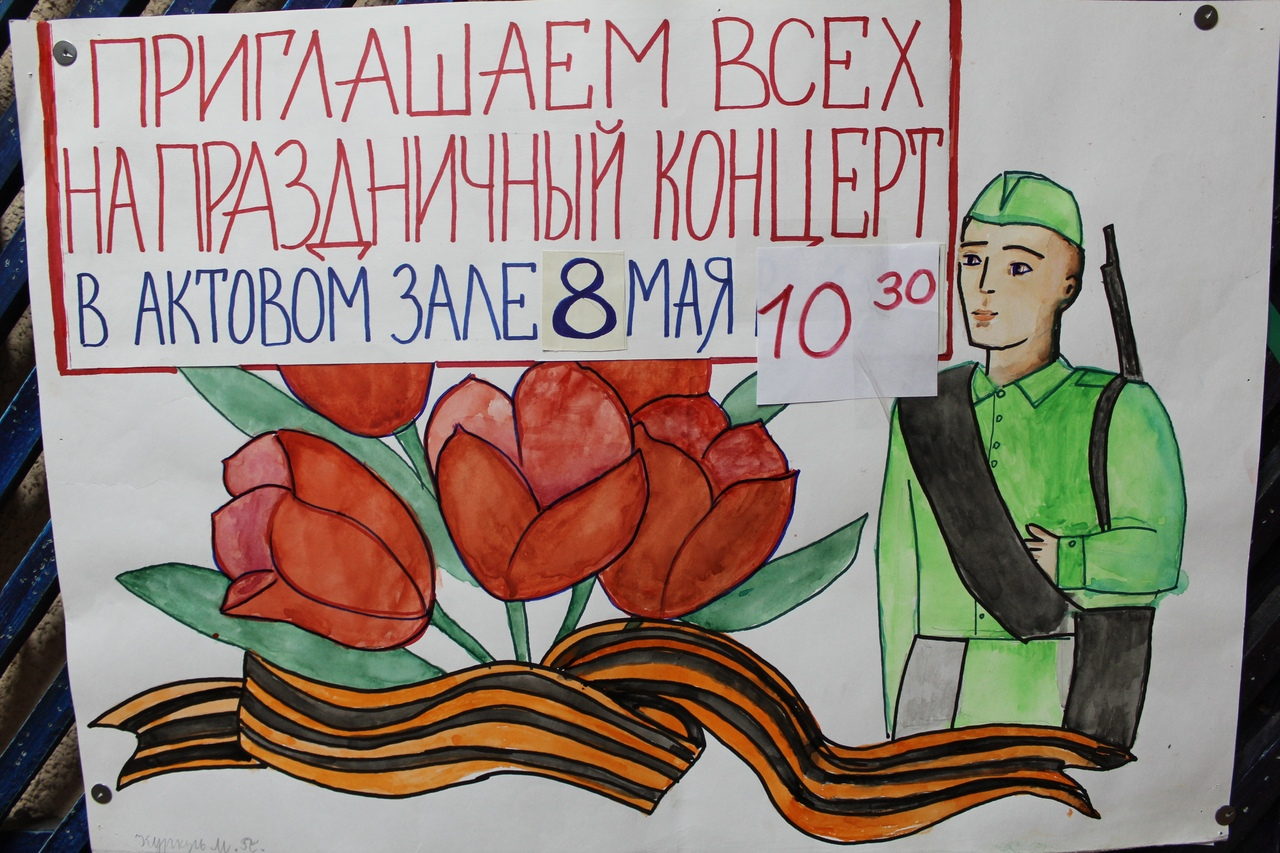 ПРИГЛАШАЕМ ВСЕХ
НА ПРАЗДНИЧНЫЙ КОНЦЕРТ
В АКТОВОМ ЗАЛЕ 8 МАЯ 10 30